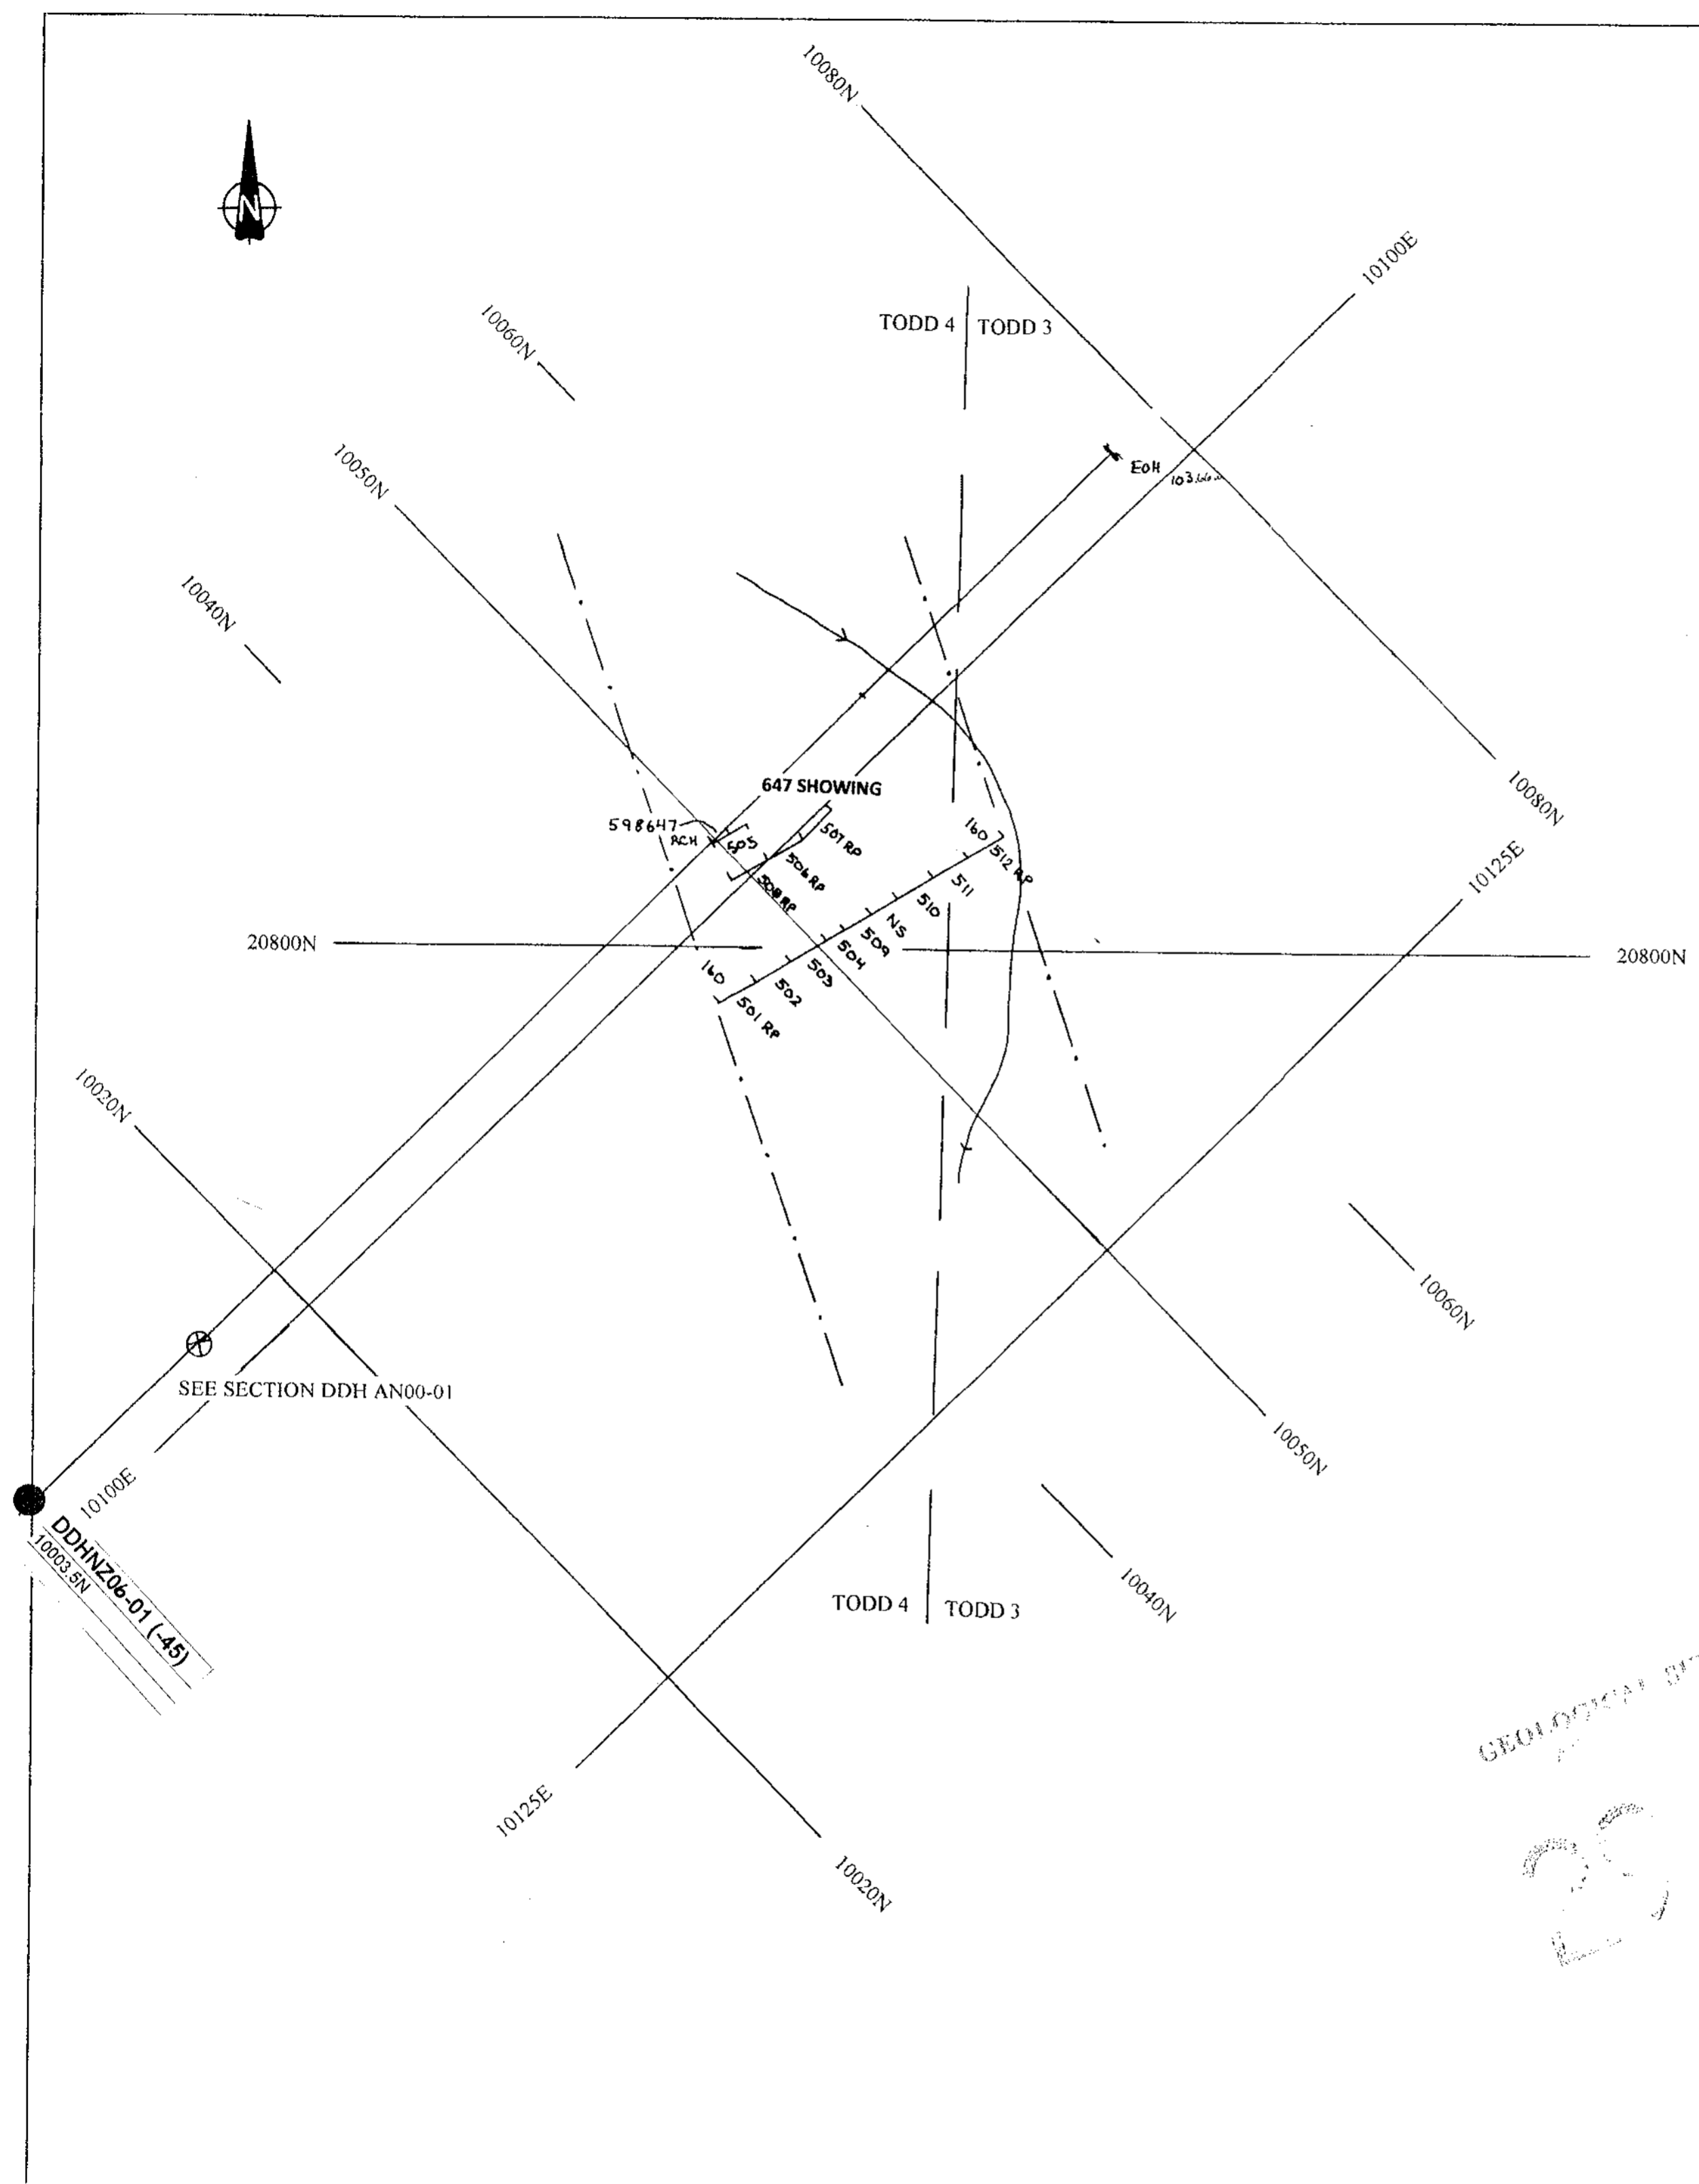 10080N
N
10100E
10060N
TODD 4
TODD 3
10050N
EOH
10040N
647 SHOWING
10080N
598647
RCH
605
507 RP
506 RP
508 RP
160
512 RP
10125E
511
510
NS
509
504
503
502
501 RP
160
20800N
20800N
10020N
10060N
SEE SECTION DDH AN00-01
10050N
10100E
DDHNZ06-01 (-45)
10003.5N
10040N
TODD 4
TODD 3
10125E
10020N
GEOLOGICAL